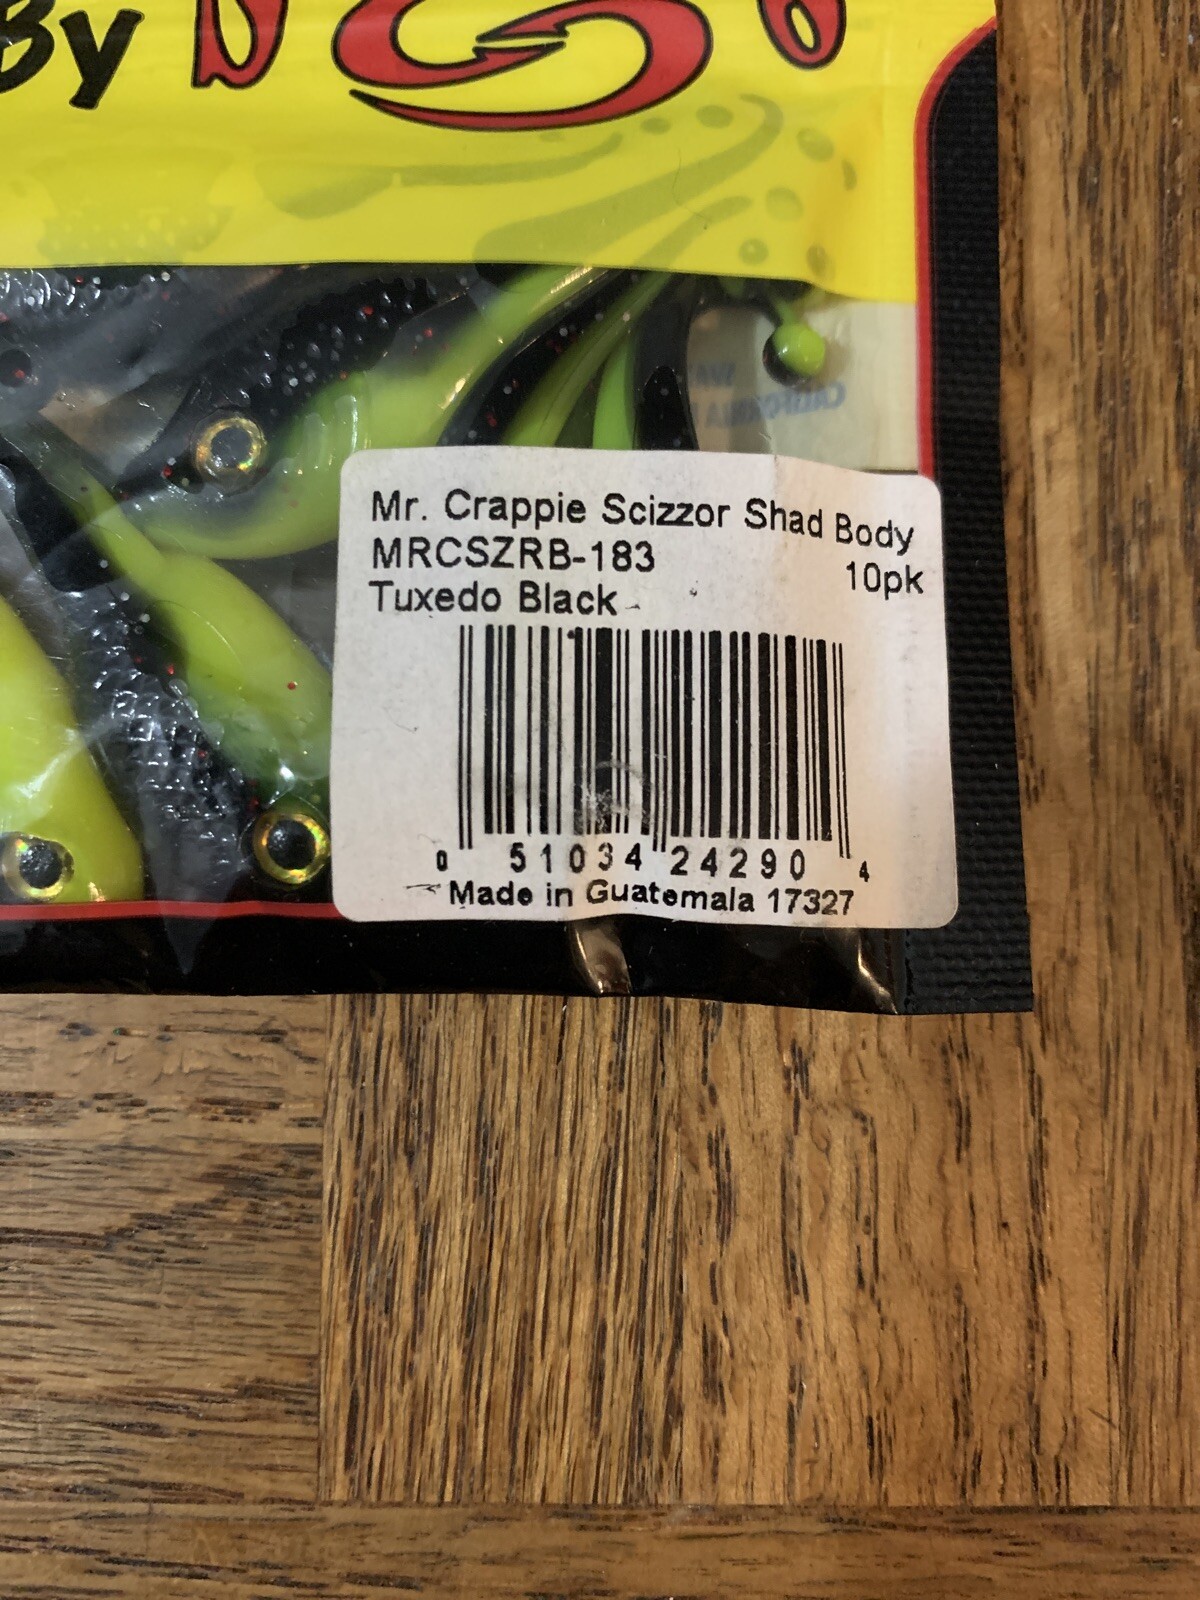 By
Mr. Crappie Scizzor Shad Body
MRCSZRB-183
10pk
Tuxedo Black
0 51034 24290 4
Made in Guatemala 17327
CALIFORNIA